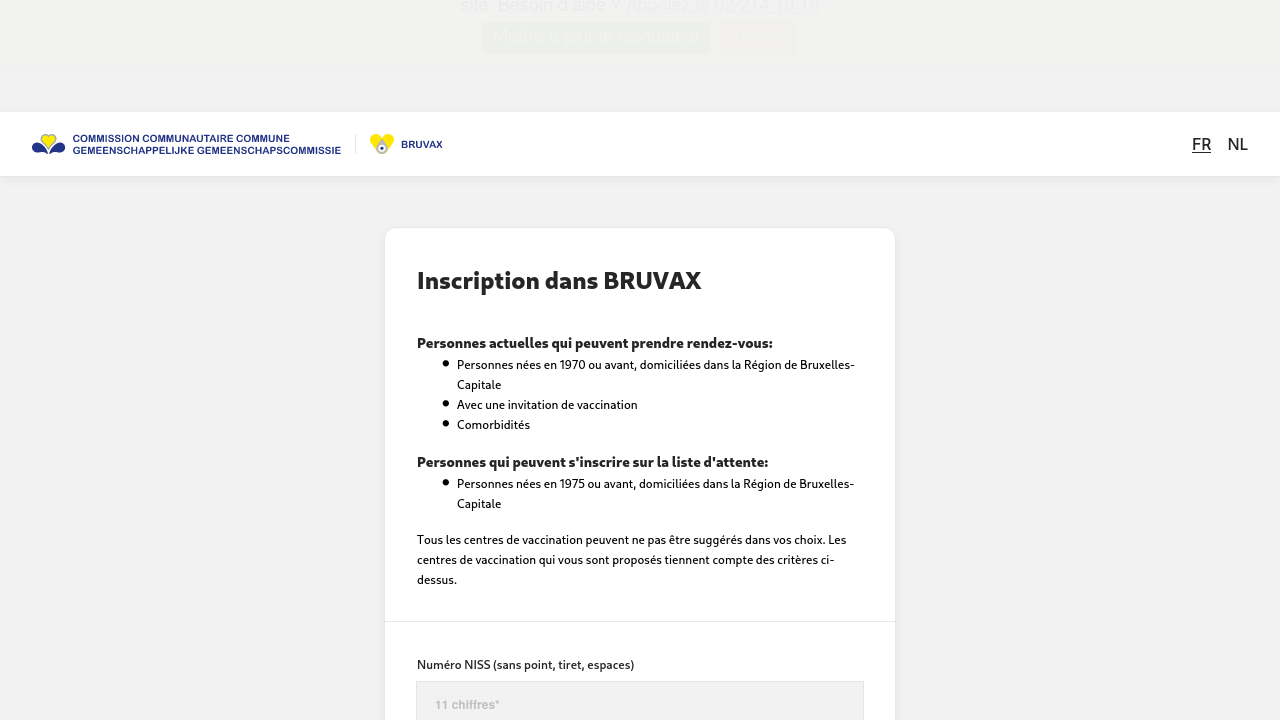 site. Besoin d'aide ? Appelez le 02/214 19 19
Mettre à jour le navigateur
COMMISSION COMMUNAUTAIRE COMMUNE
GEMEENSCHAPPELIJKE GEMEENSCHAPSCOMMISSIE
BRUVAX
FR NL
Inscription dans BRUVAX
Personnes actuelles qui peuvent prendre rendez-vous:
Personnes nées en 1970 ou avant, domiciliées dans la Région de Bruxelles-
Capitale
Avec une invitation de vaccination
Comorbidités
Personnes qui peuvent s'inscrire sur la liste d'attente:
Personnes nées en 1975 ou avant, domiciliées dans la Région de Bruxelles-
Capitale
Tous les centres de vaccination peuvent ne pas être suggérés dans vos choix. Les
centres de vaccination qui vous sont proposés tiennent compte des critères ci-
dessus.
Numéro NISS (sans point, tiret, espaces)
11 chiffres*